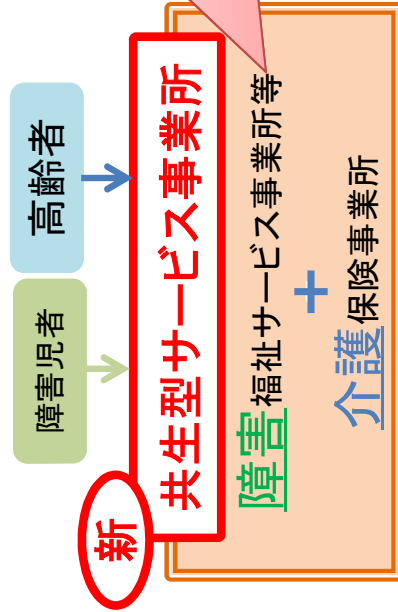 障害児者
高齢者
新
共生型サービス事業所
障害福祉サービス事業所等
+
介護保険事業所